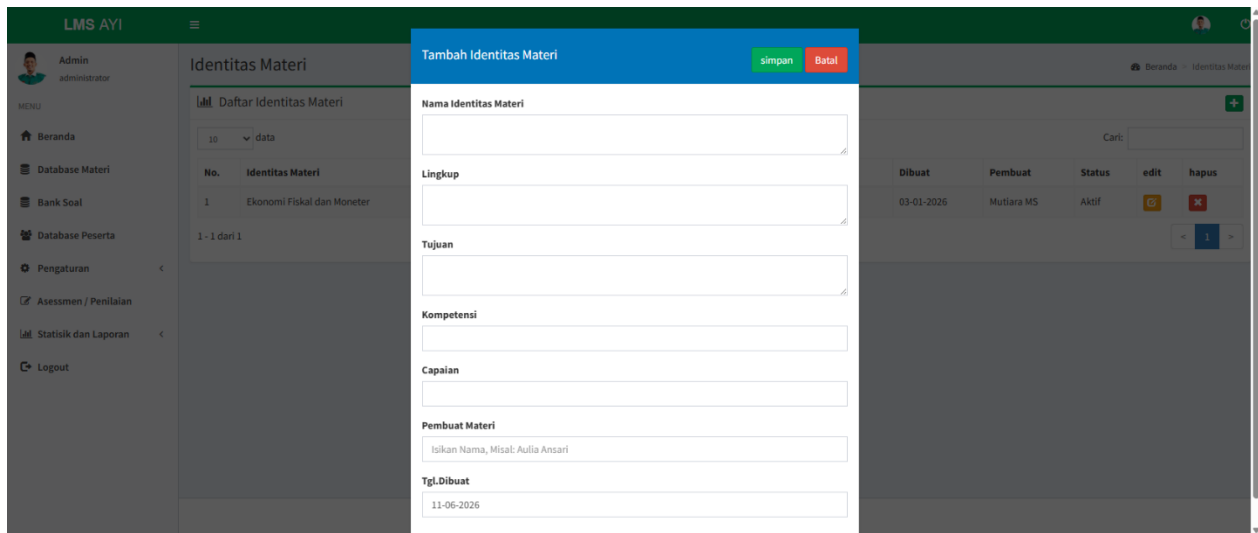 LMS AYI
Admin
administrator
MENU
Beranda
Database Materi
Bank Soal
Database Peserta
Pengaturan
Asessmen / Penilaian
Statisik dan Laporan
Logout
Identitas Materi
Beranda > Identitas Materi
Daftar Identitas Materi
10 data
Cari:
No. Identitas Materi Dibuat Pembuat Status edit hapus
1 Ekonomi Fiskal dan Moneter 03-01-2026 Mutiara MS Aktif
1 - 1 dari 1
< 1 >
Tambah Identitas Materi
simpan Batal
Nama Identitas Materi
Lingkup
Tujuan
Kompetensi
Capaian
Pembuat Materi
Isikan Nama, Misal: Aulia Ansari
Tgl.Dibuat
11-06-2026